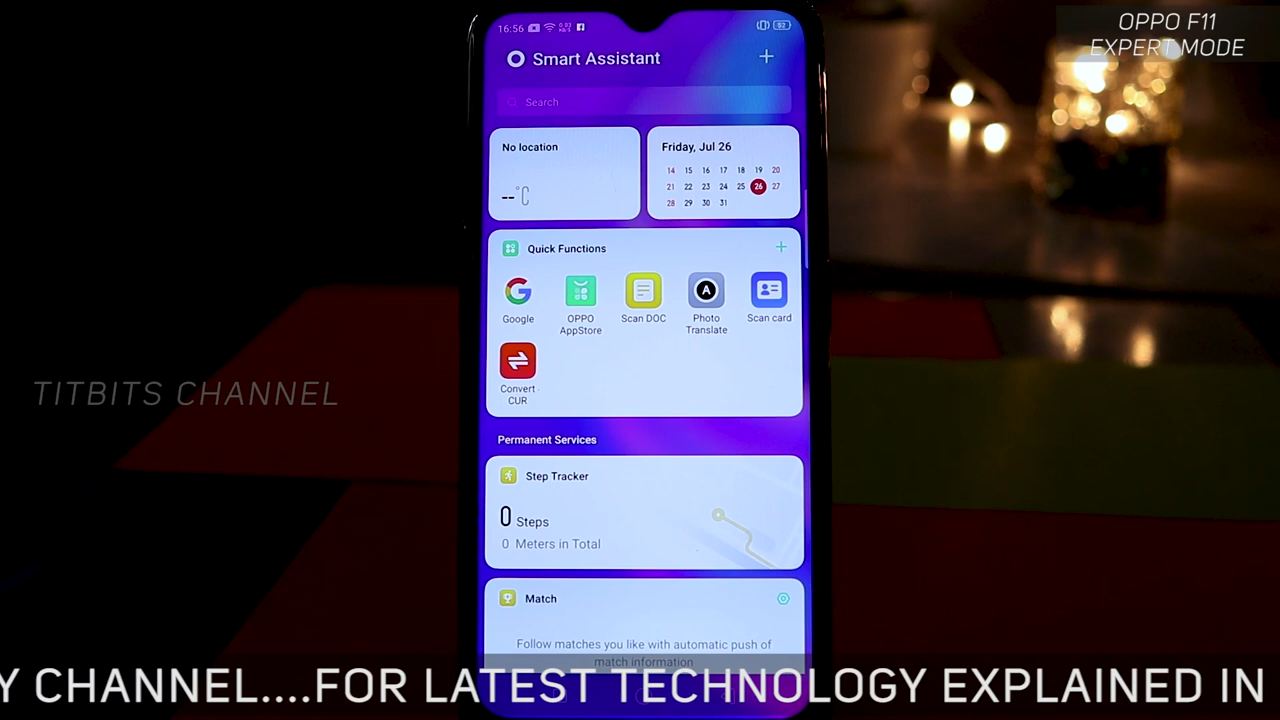 OPPO F11
EXPERT MODE
16:56
52
Smart Assistant
Search
No location
--°C
Friday, Jul 26
14 15 16 17 18 19 20
21 22 23 24 25 26 27
28 29 30 31
Quick Functions
Google
OPPO
AppStore
Scan DOC
A
Photo
Translate
Scan card
Convert
CUR
TITBITS CHANNEL
Permanent Services
Step Tracker
0 Steps
0 Meters in Total
Match
Follow matches you like with automatic push of
match information
Y CHANNEL....FOR LATEST TECHNOLOGY EXPLAINED IN